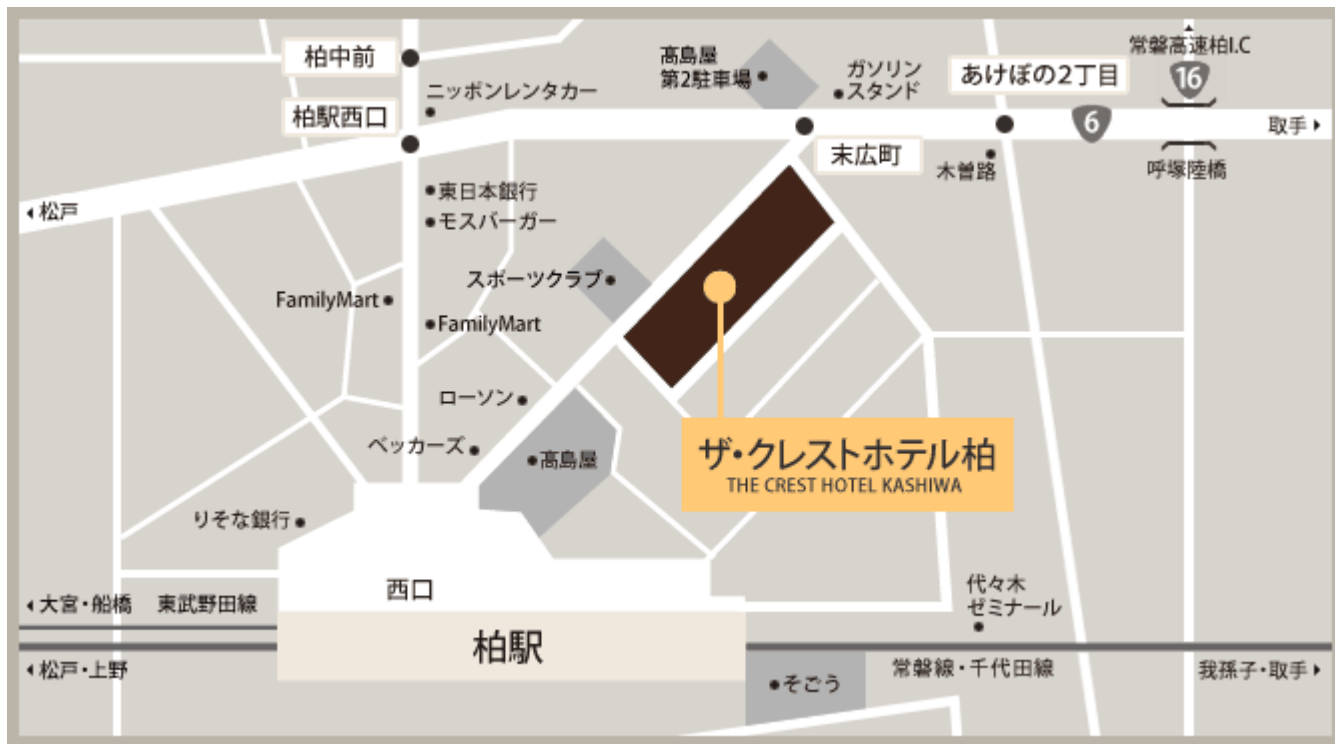 常磐高速柏I.C
16
柏中前
髙島屋
第2駐車場
ガソリン
スタンド
あけぼの2丁目
ニッポンレンタカー
柏駅西口
6
取手
末広町
木曽路
呼塚陸橋
東日本銀行
モスバーガー
松戸
スポーツクラブ
FamilyMart
FamilyMart
ローソン
ベッカーズ
髙島屋
ザ・クレストホテル柏
THE CREST HOTEL KASHIWA
りそな銀行
西口
代々木
ゼミナール
大宮・船橋
東武野田線
柏駅
松戸・上野
常磐線・千代田線
我孫子・取手
そごう